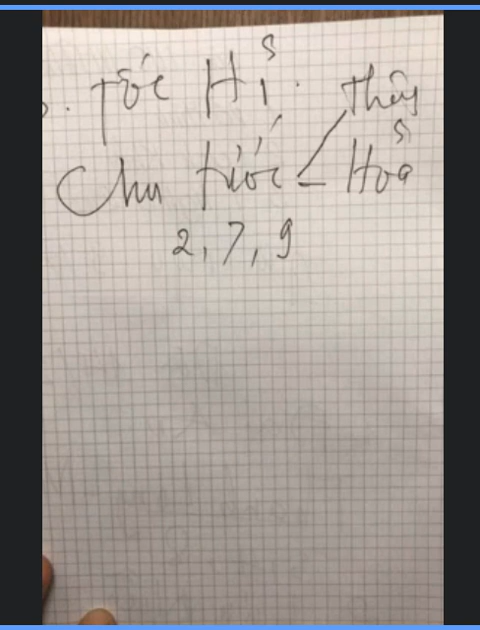 Tốc Hỉ.
Chu tước Thủy
Hỏa
2, 7, 9